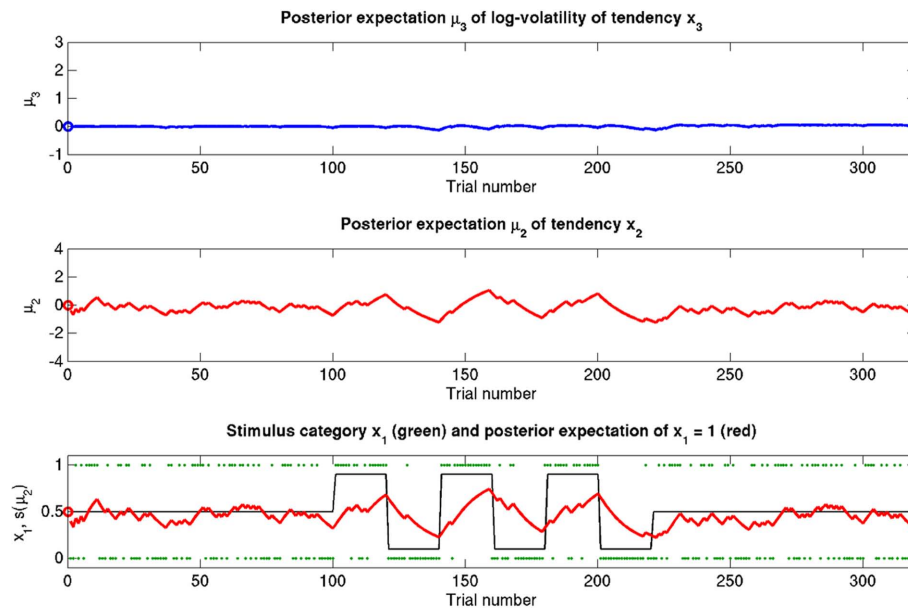 Posterior expectation μ3 of log-volatility of tendency x3
3
2
1
0
-1
μ3
0 50 100 150 200 250 300
Trial number
Posterior expectation μ2 of tendency x2
4
2
0
-2
-4
μ2
0 50 100 150 200 250 300
Trial number
Stimulus category x1 (green) and posterior expectation of x1 = 1 (red)
1
0.5
0
x1, s(μ2)
0 50 100 150 200 250 300
Trial number